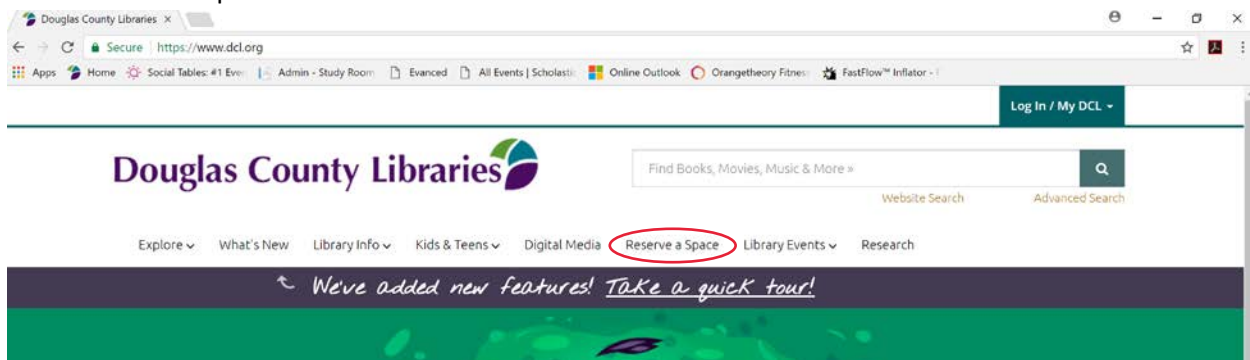 Douglas County Libraries ×
Secure https://www.dcl.org
Apps Home Social Tables: #1 Eve Admin - Study Room Evanced All Events | Scholastic Online Outlook Orangetheory Fitnes FastFlow™ Inflator -
Log In / My DCL
Douglas County Libraries
Find Books, Movies, Music & More »
Website Search Advanced Search
Explore What's New Library Info Kids & Teens Digital Media Reserve a Space Library Events Research
We've added new features! Take a quick tour!